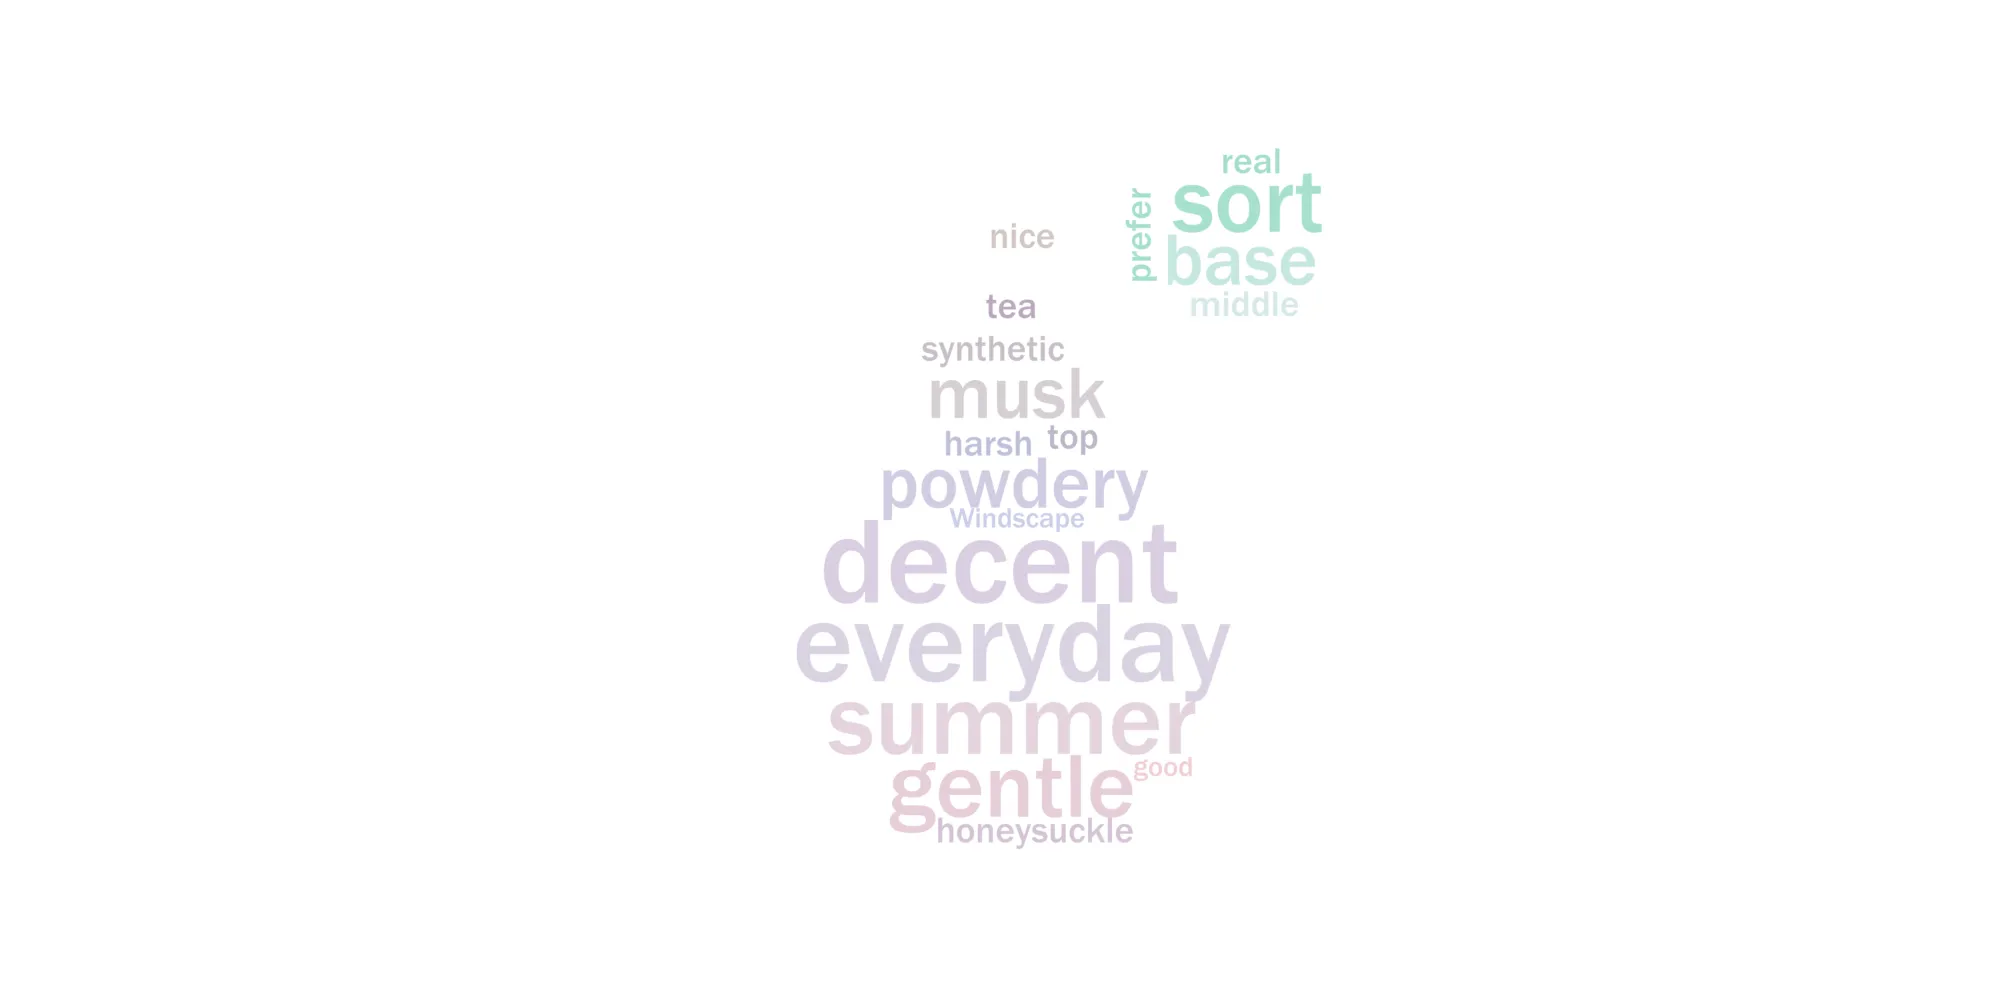 real
sort
prefer
base
middle
nice
tea
synthetic
musk
harsh top
powdery
Windscape
decent
everyday
summer
gentle good
honeysuckle